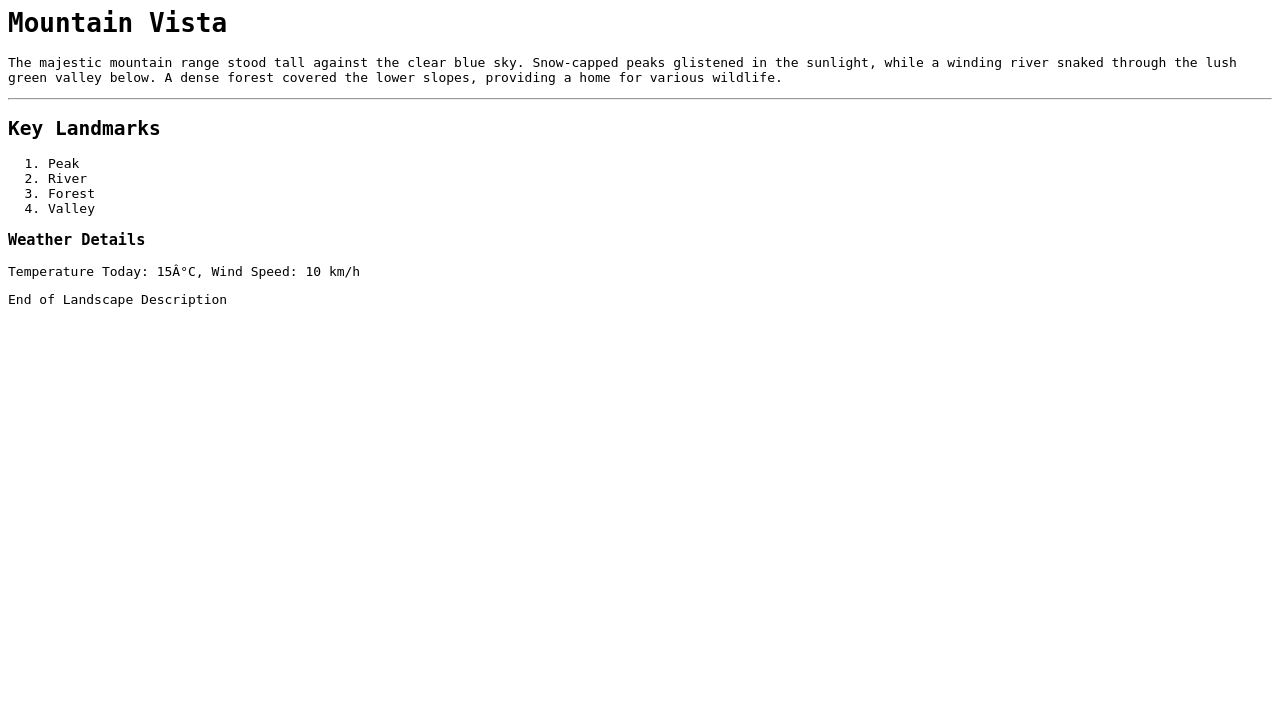 Mountain Vista
The majestic mountain range stood tall against the clear blue sky. Snow-capped peaks glistened in the sunlight, while a winding river snaked through the lush
green valley below. A dense forest covered the lower slopes, providing a home for various wildlife.
Key Landmarks
1. Peak
2. River
3. Forest
4. Valley
Weather Details
Temperature Today: 15Â°C, Wind Speed: 10 km/h
End of Landscape Description